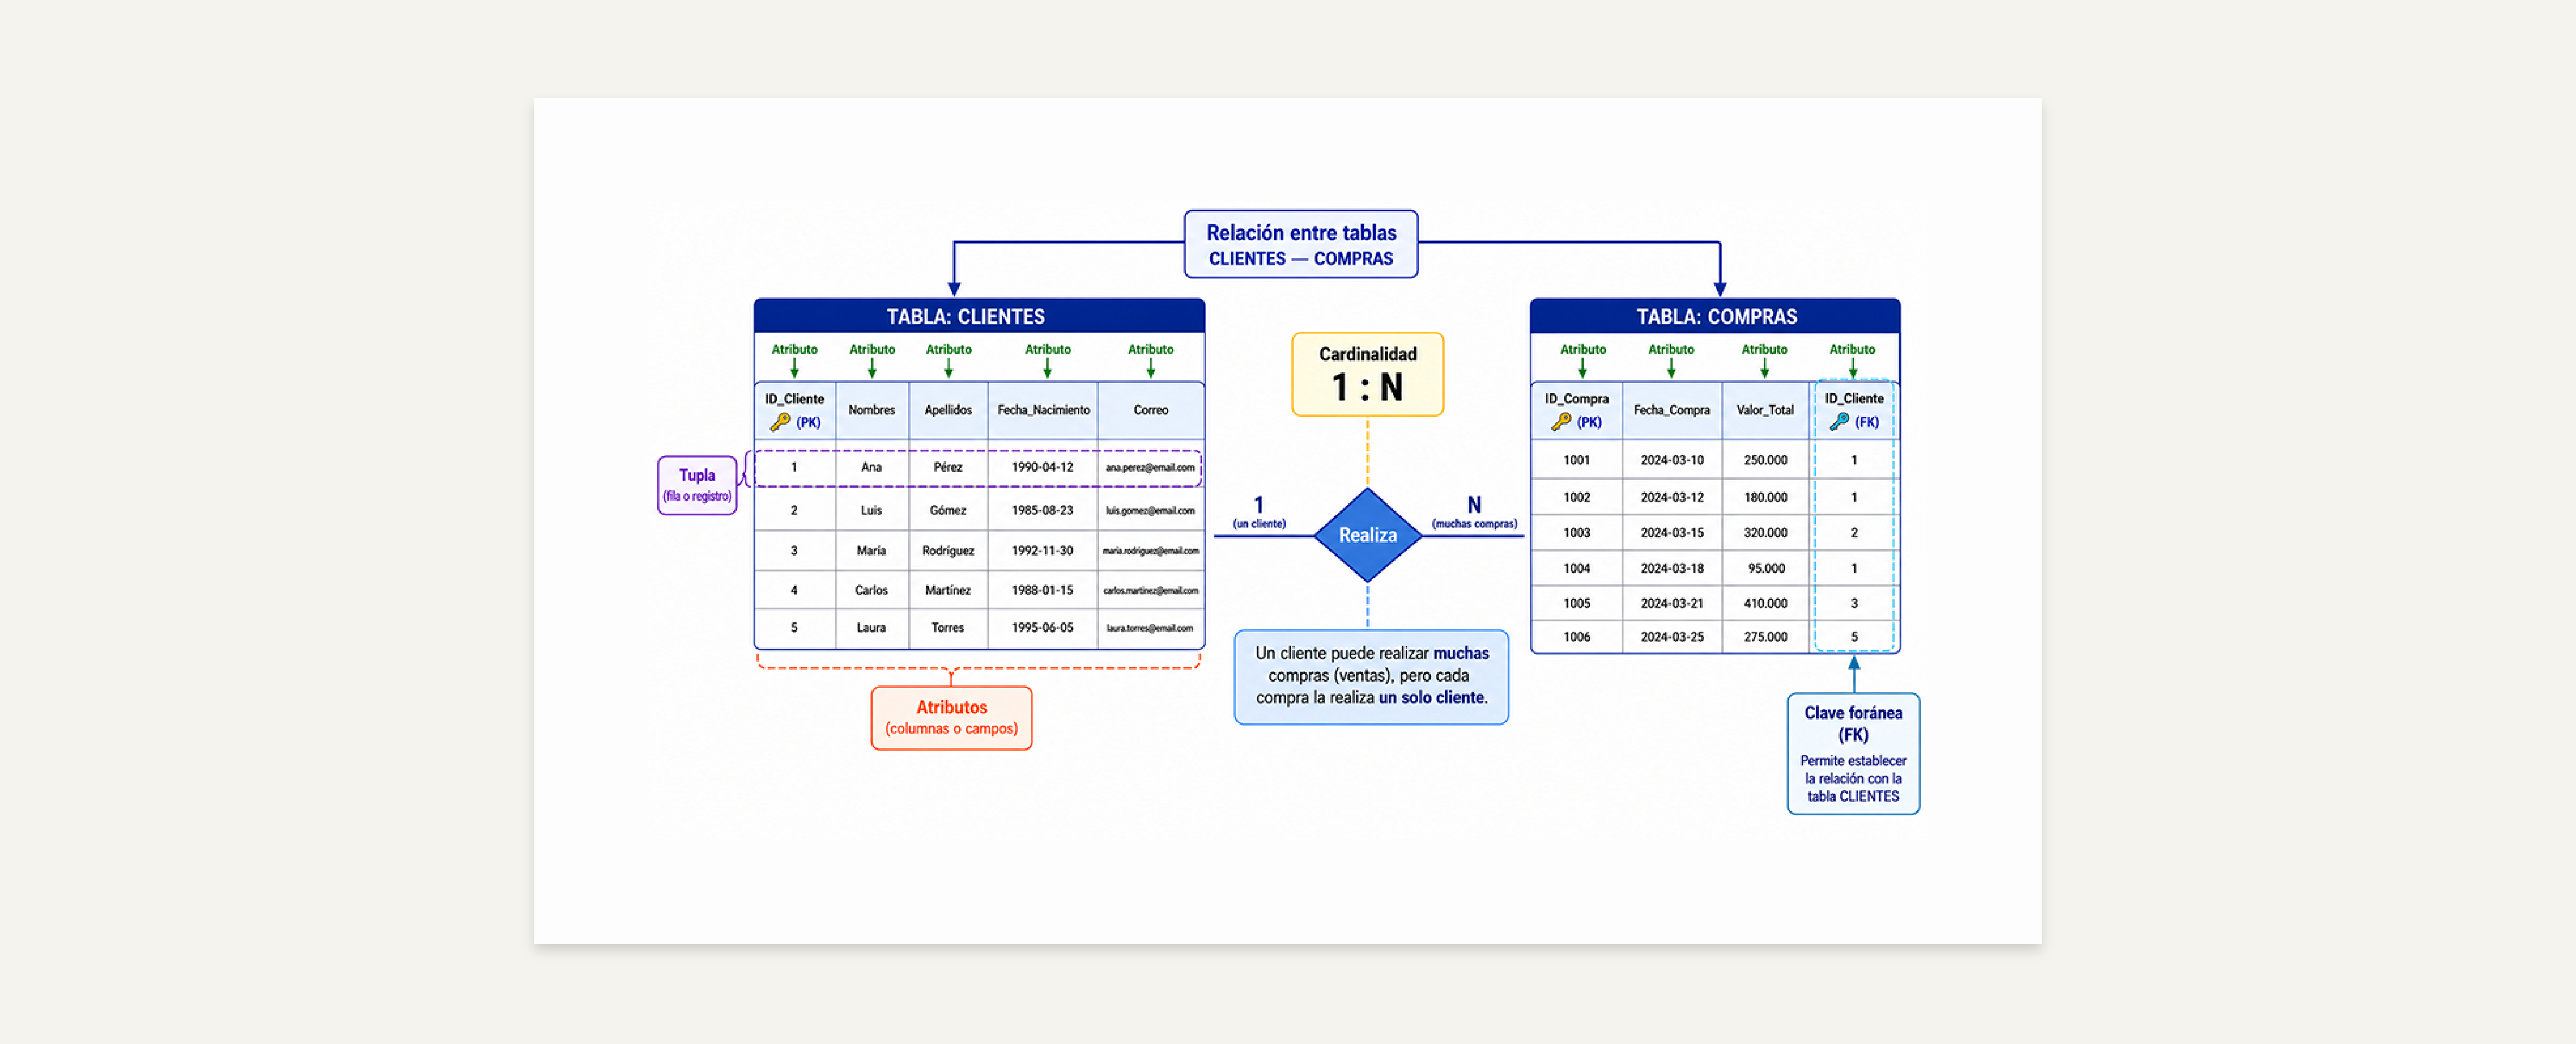 Relación entre tablas
CLIENTES — COMPRAS
TABLA: CLIENTES
Atributo Atributo Atributo Atributo Atributo
ID_Cliente Nombres Apellidos Fecha_Nacimiento Correo
(PK)
Tupla
(fila o registro)
1 Ana Pérez 1990-04-12 ana.perez@email.com
2 Luis Gómez 1985-08-23 luis.gomez@email.com
3 María Rodríguez 1992-11-30 maria.rodriguez@email.com
4 Carlos Martínez 1988-01-15 carlos.martinez@email.com
5 Laura Torres 1995-06-05 laura.torres@email.com
Atributos
(columnas o campos)
Cardinalidad
1 : N
1
(un cliente)
Realiza
N
(muchas compras)
Un cliente puede realizar muchas
compras (ventas), pero cada
compra la realiza un solo cliente.
TABLA: COMPRAS
Atributo Atributo Atributo Atributo
ID_Compra Fecha_Compra Valor_Total ID_Cliente
(PK) (FK)
1001 2024-03-10 250.000 1
1002 2024-03-12 180.000 1
1003 2024-03-15 320.000 2
1004 2024-03-18 95.000 1
1005 2024-03-21 410.000 3
1006 2024-03-25 275.000 5
Clave foránea
(FK)
Permite establecer
la relación con la
tabla CLIENTES